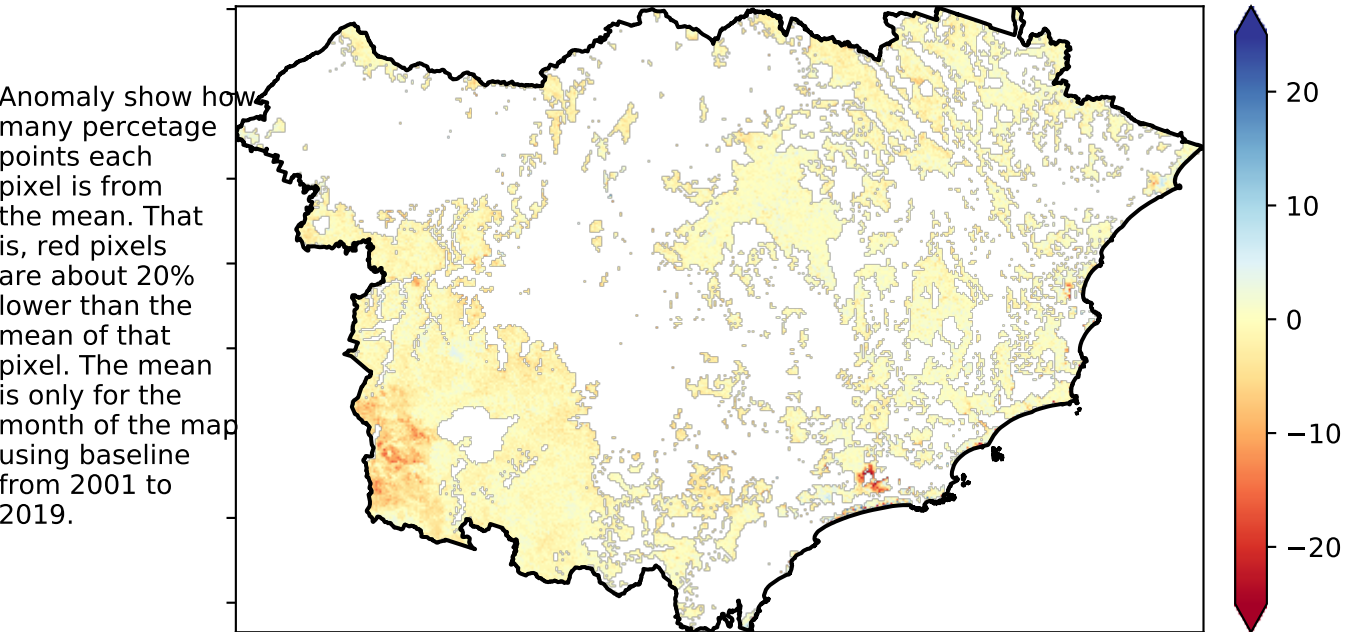 Anomaly show how
many percetage
points each
pixel is from
the mean. That
is, red pixels
are about 20%
lower than the
mean of that
pixel. The mean
is only for the
month of the map
using baseline
from 2001 to
2019.
20
10
0
−10
−20